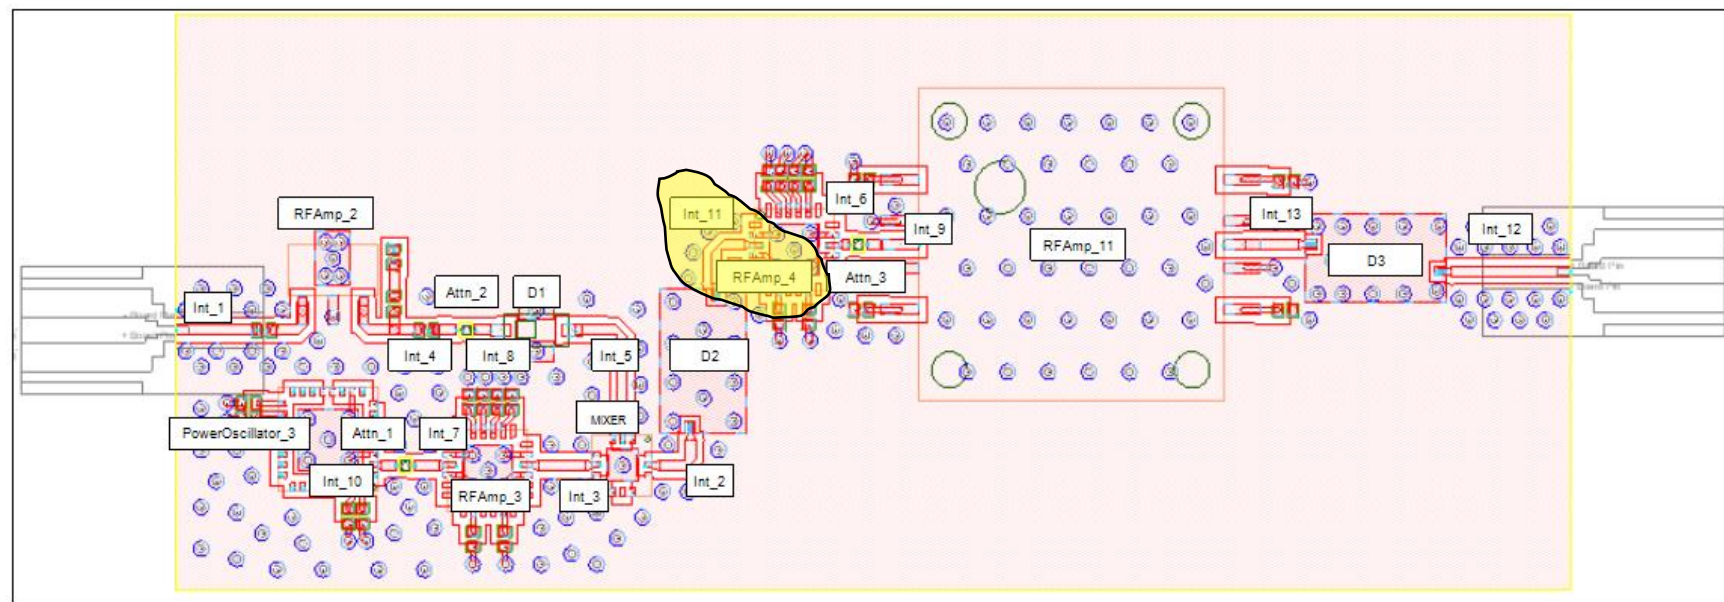 Int_11
Int_6
RFAmp_2
Int_9
Int_13
Int_12
RFAmp_11
D3
RFAmp_4
Attn_3
Int_1
Attn_2
D1
Int_4
Int_8
Int_5
D2
MIXER
PowerOscillator_3
Attn_1
Int_7
Int_10
RFAmp_3
Int_3
Int_2